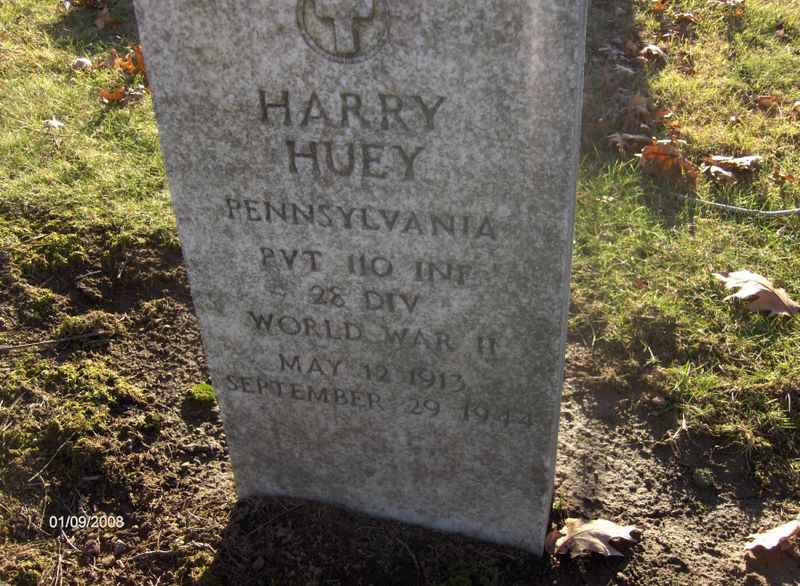 HARRY
HUEY
PENNSYLVANIA
PVT 110 INF
28 DIV
WORLD WAR II
MAY 12 1913
SEPTEMBER 29 1944
01/09/2008